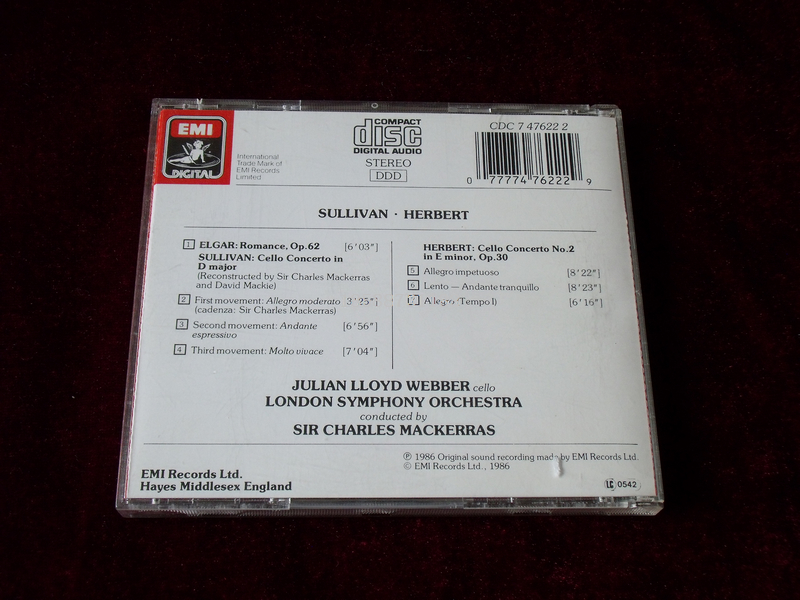 EMI
DIGITAL
International
Trade Mark of
EMI Records
Limited
COMPACT
disc
DIGITAL AUDIO
STEREO
DDD
CDC 7 47622 2
0 77774 76222 9
SULLIVAN · HERBERT
1 ELGAR: Romance, Op.62 [6'03"]
SULLIVAN: Cello Concerto in
D major
(Reconstructed by Sir Charles Mackerras
and David Mackie)
2 First movement: Allegro moderato 3'25"]
(cadenza: Sir Charles Mackerras)
3 Second movement: Andante [6'56"]
espressivo
4 Third movement: Molto vivace [7'04"]
HERBERT: Cello Concerto No.2
in E minor, Op.30
5 Allegro impetuoso [8'22"]
6 Lento — Andante tranquillo [8'23"]
Allegro (Tempo I) [6'16"]
JULIAN LLOYD WEBBER cello
LONDON SYMPHONY ORCHESTRA
conducted by
SIR CHARLES MACKERRAS
℗ 1986 Original sound recording made by EMI Records Ltd.
© EMI Records Ltd., 1986
EMI Records Ltd.
Hayes Middlesex England
LC 0542